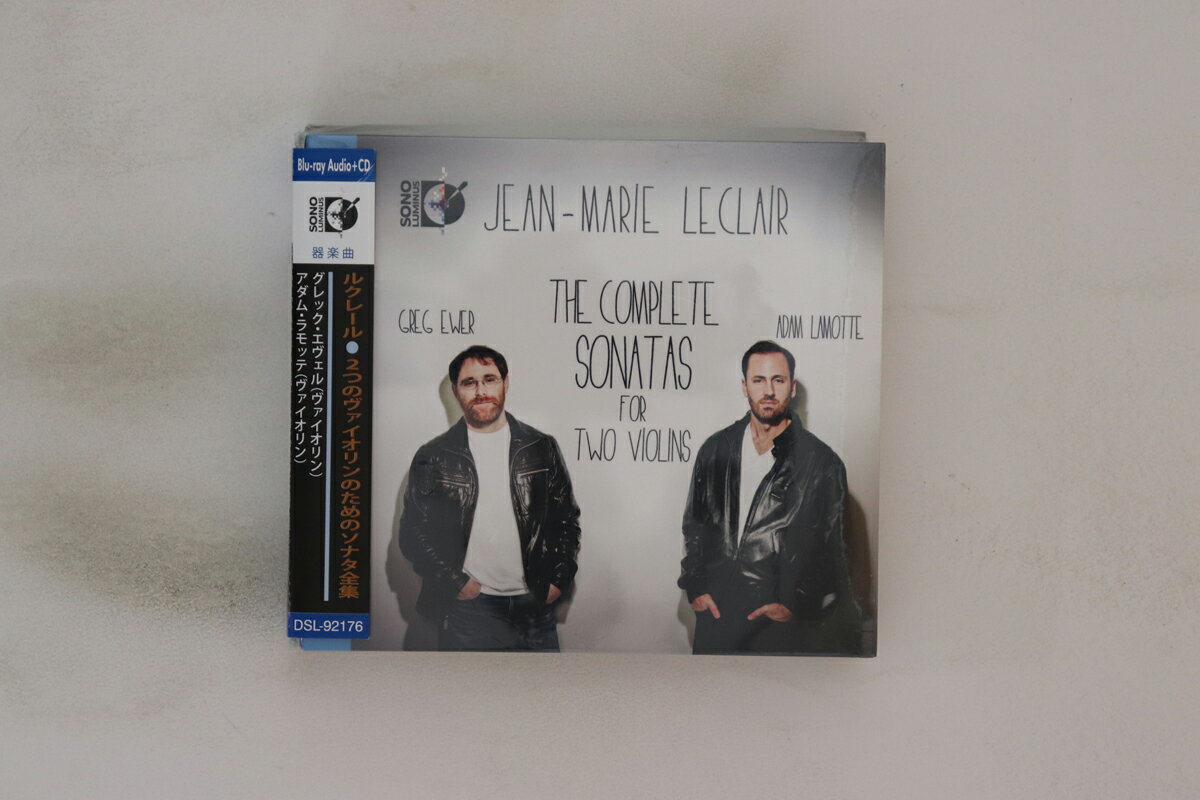 Blu-ray Audio+CD
SONO
LUMINUS
器楽曲
ルクレール●2つのヴァイオリンのためのソナタ全集
グレック・エヴェル(ヴァイオリン)
アダム・ラモッテ(ヴァイオリン)
DSL-92176
SONO
LUMINUS
JEAN-MARIE LECLAIR
THE COMPLETE
SONATAS
FOR
TWO VIOLINS
GREG EWER
ADAM LAMOTTE